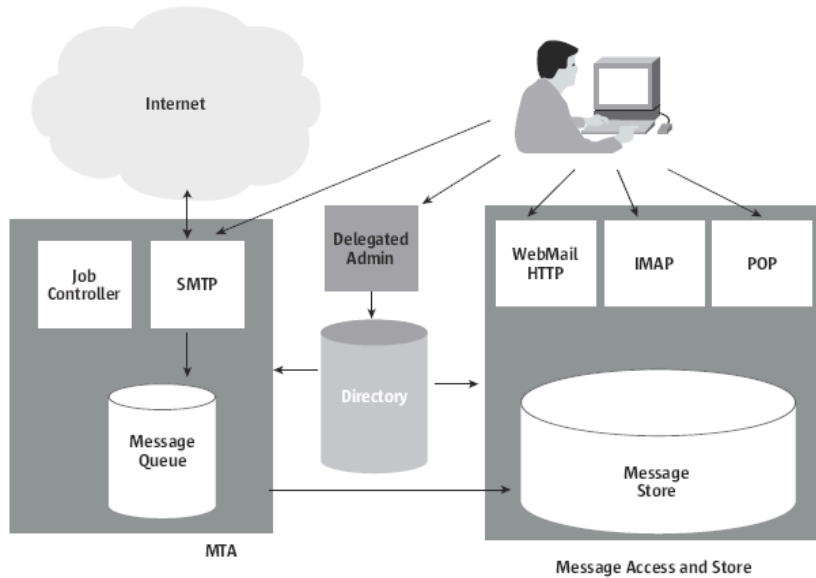 Internet
Job
Controller
SMTP
Delegated
Admin
WebMail
HTTP
IMAP
POP
Directory
Message
Queue
Message
Store
MTA
Message Access and Store